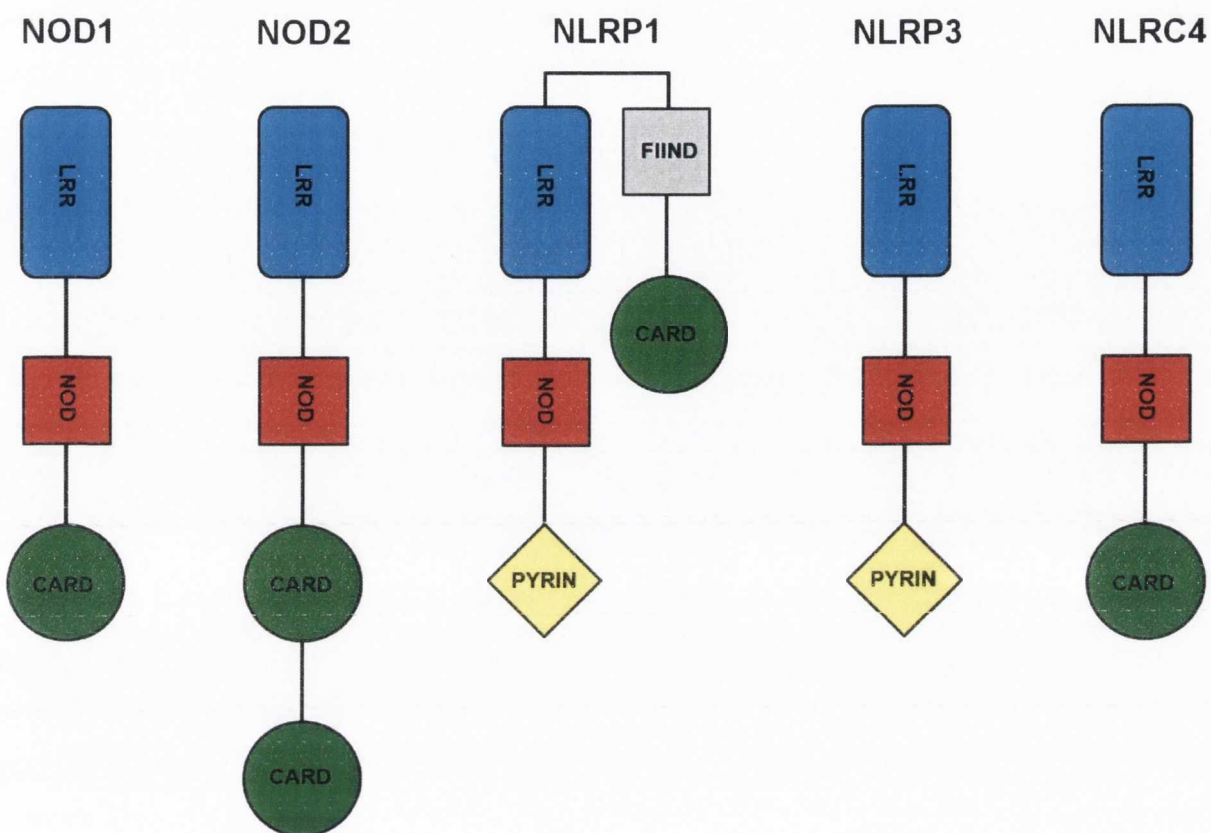 NOD1 NOD2 NLRP1 NLRP3 NLRC4
LRR LRR LRR FIIND LRR LRR
CARD
NOD NOD NOD NOD NOD
CARD CARD PYRIN PYRIN CARD
CARD